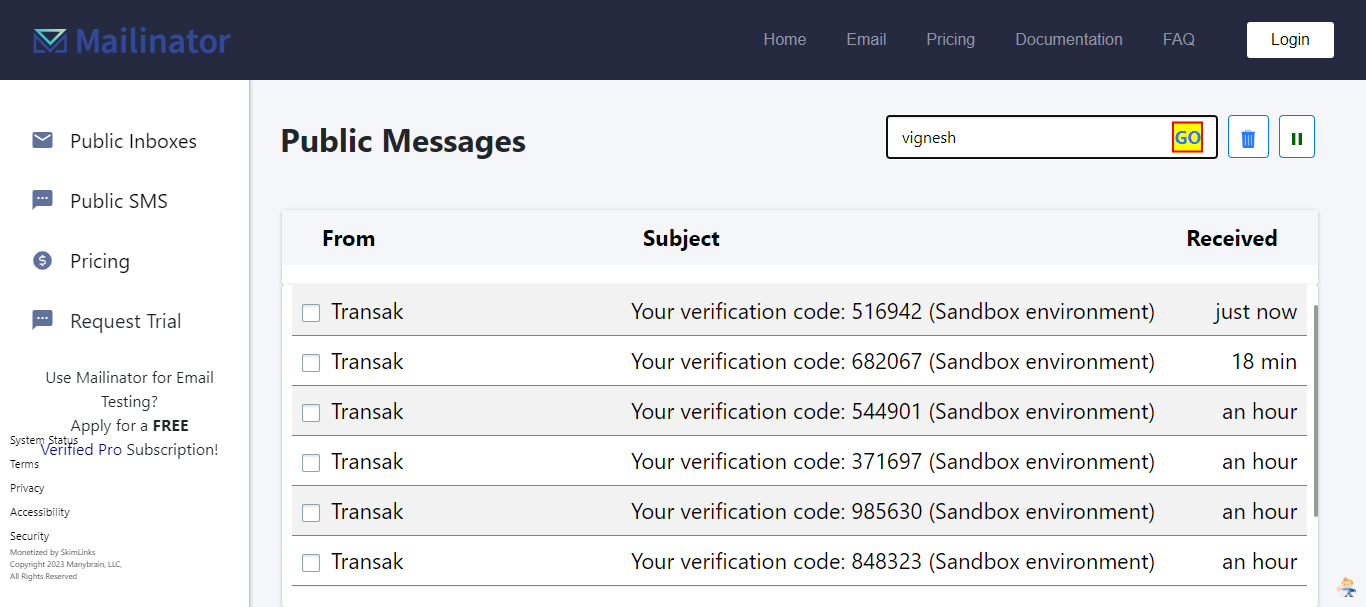 Mailinator
Home Email Pricing Documentation FAQ Login
Public Inboxes
Public SMS
Pricing
Request Trial
Use Mailinator for Email
Testing?
Apply for a FREE
Verified Pro Subscription!
System Status
Terms
Privacy
Accessibility
Security
Monetized by SkimLinks
Copyright 2023 Manybrain, LLC,
All Rights Reserved
Public Messages
vignesh GO
From Subject Received
Transak Your verification code: 516942 (Sandbox environment) just now
Transak Your verification code: 682067 (Sandbox environment) 18 min
Transak Your verification code: 544901 (Sandbox environment) an hour
Transak Your verification code: 371697 (Sandbox environment) an hour
Transak Your verification code: 985630 (Sandbox environment) an hour
Transak Your verification code: 848323 (Sandbox environment) an hour